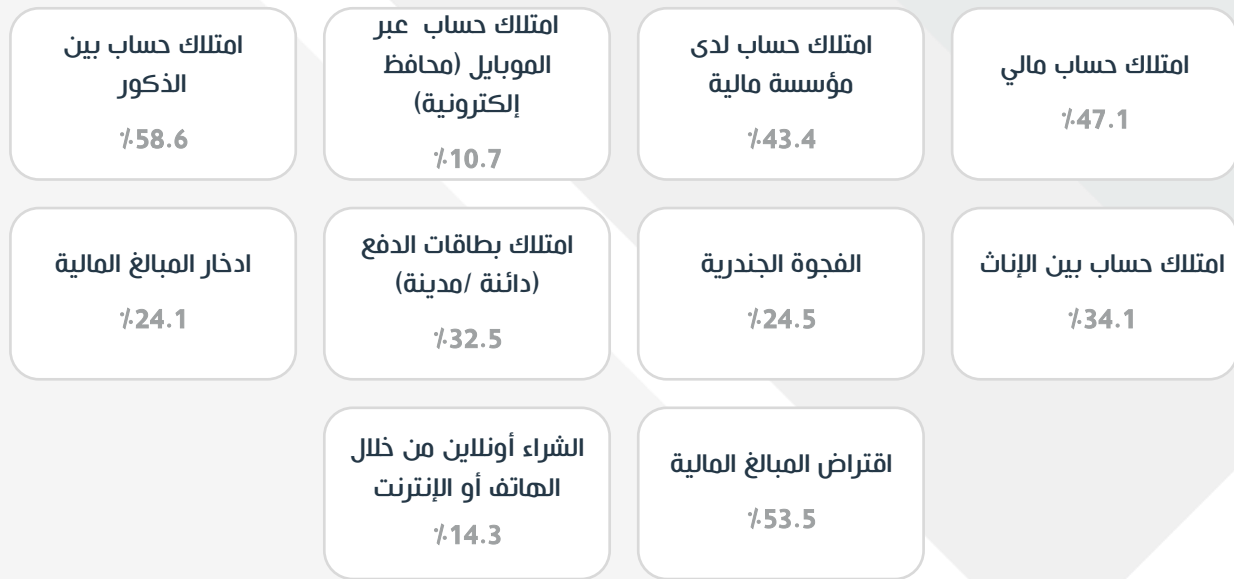 امتلاك حساب مالي
٪47.1
امتلاك حساب لدى
مؤسسة مالية
٪43.4
امتلاك حساب عبر
الموبايل (محافظ
إلكترونية)
٪10.7
امتلاك حساب بين
الذكور
٪58.6
امتلاك حساب بين الإناث
٪34.1
الفجوة الجندرية
٪24.5
امتلاك بطاقات الدفع
(دائنة /مدينة)
٪32.5
ادخار المبالغ المالية
٪24.1
اقتراض المبالغ المالية
٪53.5
الشراء أونلاين من خلال
الهاتف أو الإنترنت
٪14.3